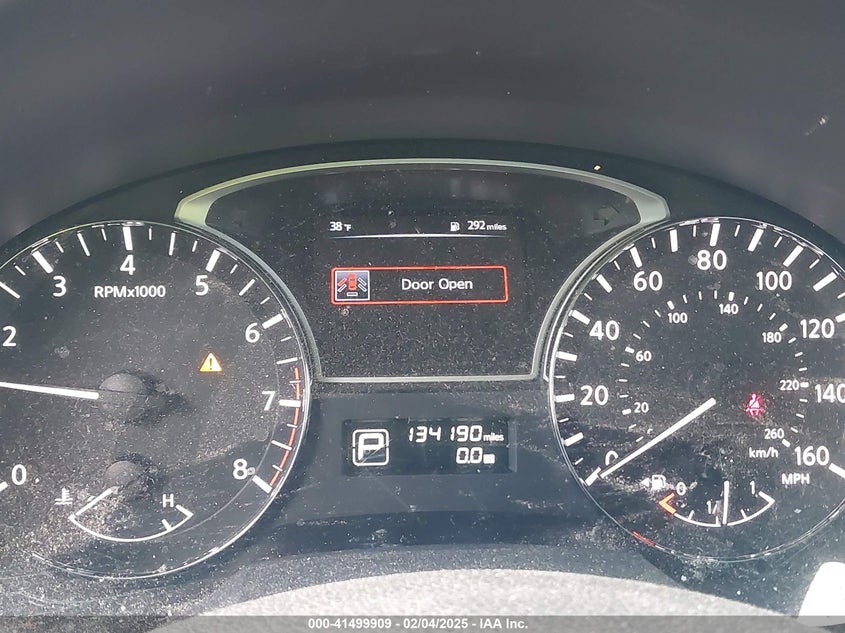 38°F 292 miles
Door Open
RPMx1000
0 2 3 4 5 6 7 8
H
P 134190 miles
0.0
0 20 40 60 80 100 120 140 160
20 60 100 140 180 220 260
km/h
MPH
0 1
000-41499909 - 02/04/2025 - IAA Inc.